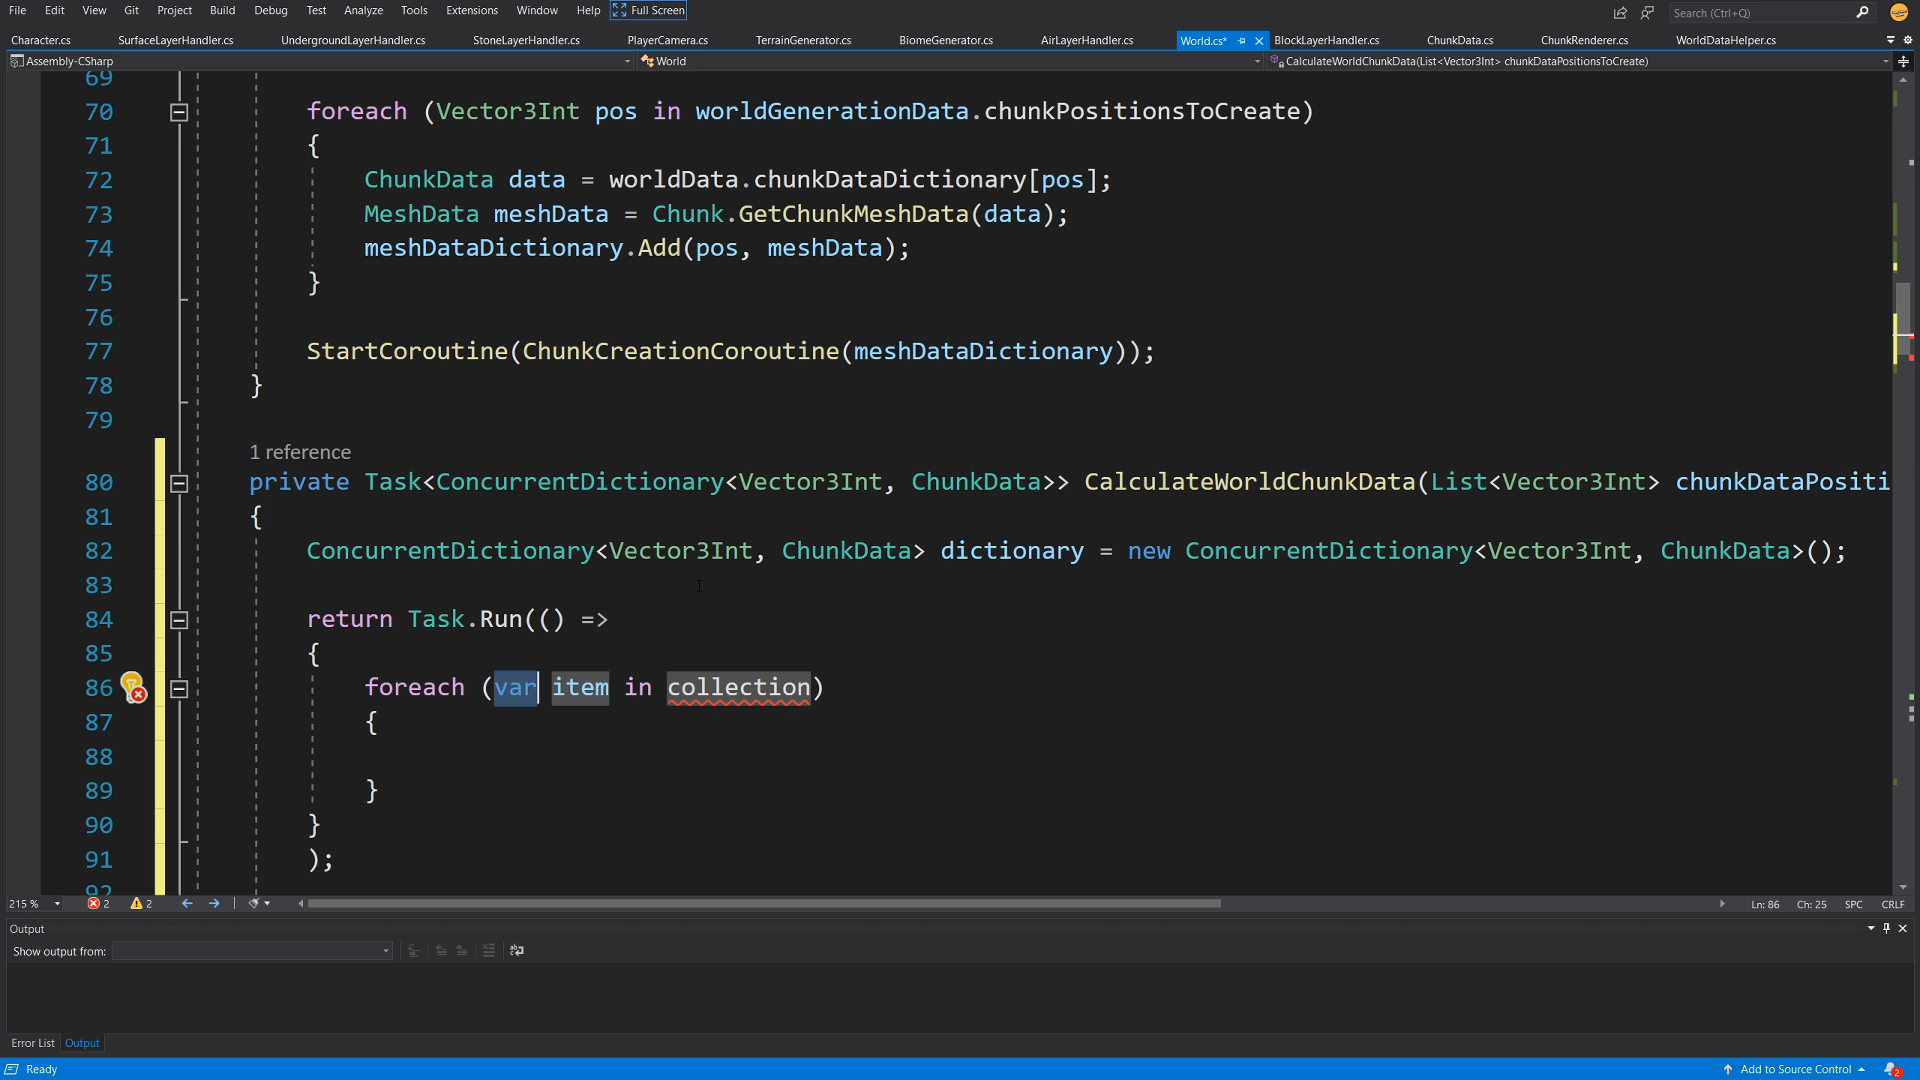 File Edit View Git Project Build Debug Test Analyze Tools Extensions Window Help Full Screen Search (Ctrl+Q)
Character.cs SurfaceLayerHandler.cs UndergroundLayerHandler.cs StoneLayerHandler.cs PlayerCamera.cs TerrainGenerator.cs BiomeGenerator.cs AirLayerHandler.cs World.cs* BlockLayerHandler.cs ChunkData.cs ChunkRenderer.cs WorldDataHelper.cs
Assembly-CSharp World CalculateWorldChunkData(List<Vector3Int> chunkDataPositionsToCreate)
69
70 foreach (Vector3Int pos in worldGenerationData.chunkPositionsToCreate)
71 {
72 ChunkData data = worldData.chunkDataDictionary[pos];
73 MeshData meshData = Chunk.GetChunkMeshData(data);
74 meshDataDictionary.Add(pos, meshData);
75 }
76
77 StartCoroutine(ChunkCreationCoroutine(meshDataDictionary));
78 }
79
1 reference
80 private Task<ConcurrentDictionary<Vector3Int, ChunkData>> CalculateWorldChunkData(List<Vector3Int> chunkDataPositi
81 {
82 ConcurrentDictionary<Vector3Int, ChunkData> dictionary = new ConcurrentDictionary<Vector3Int, ChunkData>();
83
84 return Task.Run(() =>
85 {
86 foreach (var item in collection)
87 {
88
89 }
90 }
91 );
92
215 % 2 2 Ln: 86 Ch: 25 SPC CRLF
Output
Show output from:
Error List Output
Ready Add to Source Control 2